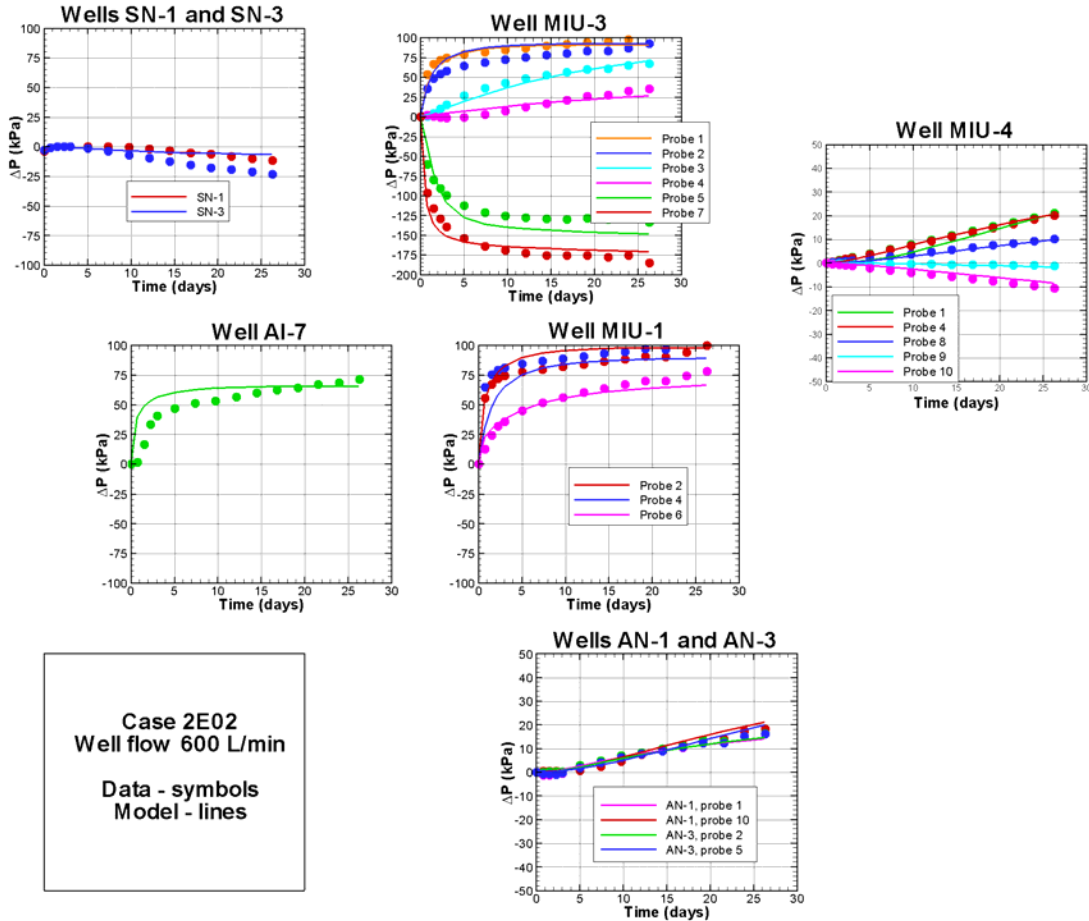 Wells SN-1 and SN-3
100
75
50
25
0
-25
-50
-75
-100
ΔP (kPa)
0 5 10 15 20 25 30
Time (days)
SN-1
SN-3
Well MIU-3
100
75
50
25
0
-25
-50
-75
-100
-125
-150
-175
-200
ΔP (kPa)
0 5 10 15 20 25 30
Time (days)
Probe 1
Probe 2
Probe 3
Probe 4
Probe 5
Probe 7
Well MIU-4
50
40
30
20
10
0
-10
-20
-30
-40
-50
ΔP (kPa)
0 5 10 15 20 25 30
Time (days)
Probe 1
Probe 4
Probe 8
Probe 9
Probe 10
Well AI-7
100
75
50
25
0
-25
-50
-75
-100
ΔP (kPa)
0 5 10 15 20 25 30
Time (days)
Well MIU-1
100
75
50
25
0
-25
-50
-75
-100
ΔP (kPa)
0 5 10 15 20 25 30
Time (days)
Probe 2
Probe 4
Probe 6
Case 2E02
Well flow 600 L/min
Data - symbols
Model - lines
Wells AN-1 and AN-3
50
40
30
20
10
0
-10
-20
-30
-40
-50
ΔP (kPa)
0 5 10 15 20 25 30
Time (days)
AN-1, probe 1
AN-1, probe 10
AN-3, probe 2
AN-3, probe 5